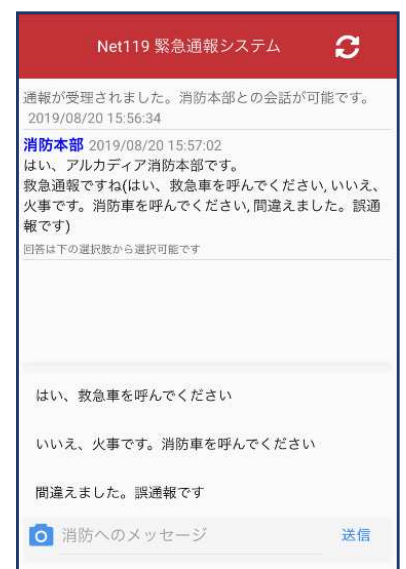 Net119 緊急通報システム
通報が受理されました。消防本部との会話が可能です。
2019/08/20 15:56:34
消防本部 2019/08/20 15:57:02
はい、アルカディア消防本部です。
救急通報ですね(はい、救急車を呼んでください, いいえ、
火事です。消防車を呼んでください, 間違えました。誤通
報です)
回答は下の選択肢から選択可能です
はい、救急車を呼んでください
いいえ、火事です。消防車を呼んでください
間違えました。誤通報です
消防へのメッセージ 送信